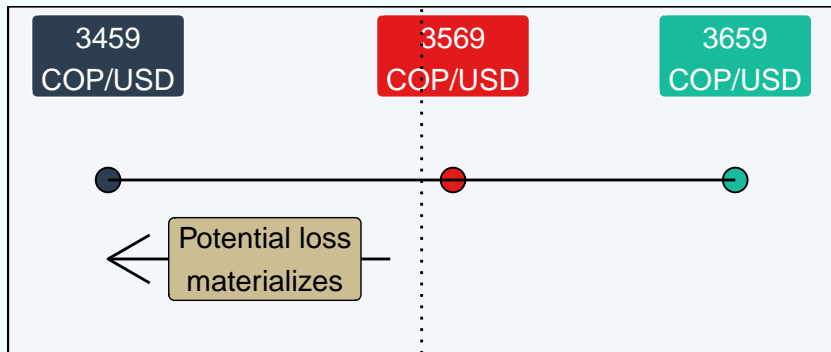 3459
COP/USD
3569
COP/USD
3659
COP/USD
Potential loss
materializes